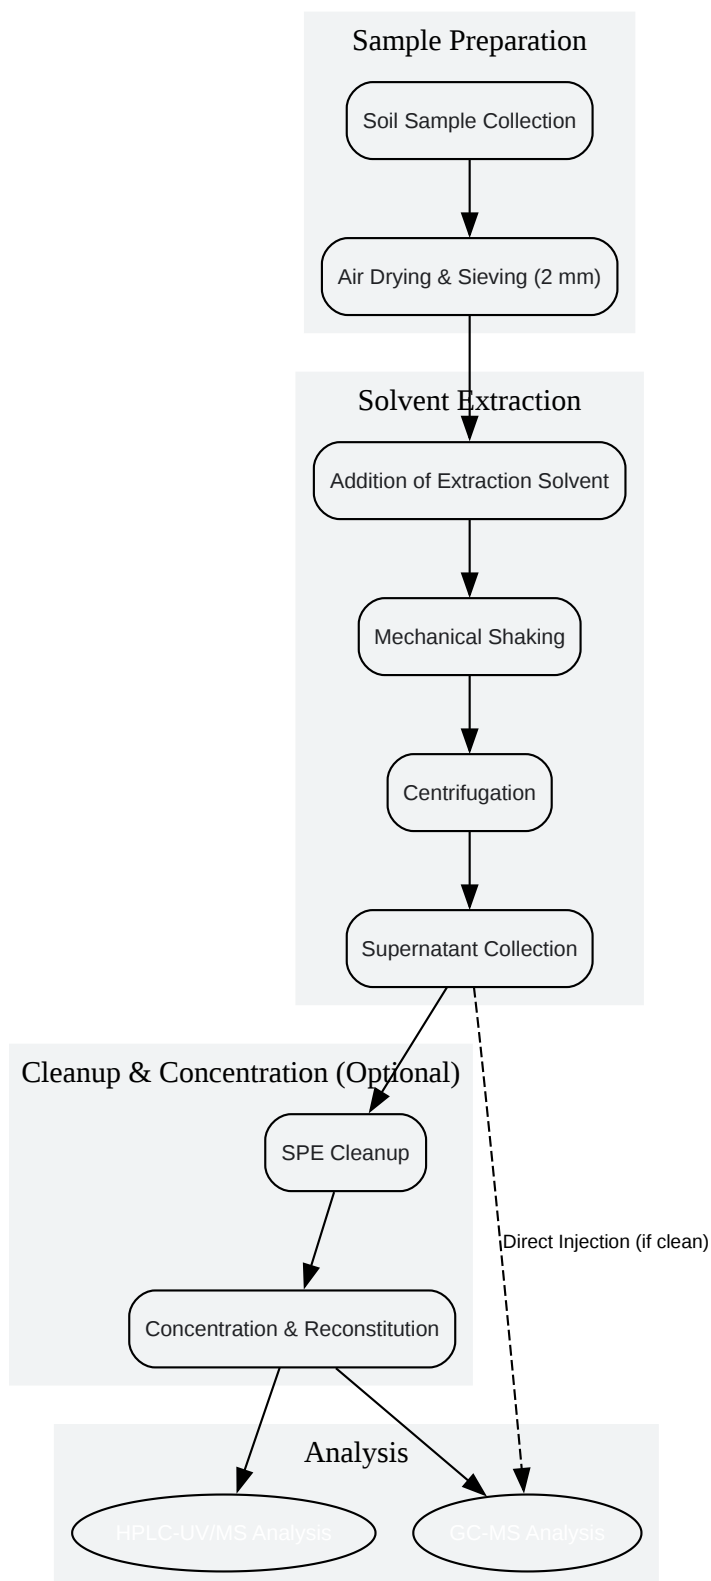 Sample Preparation
Soil Sample Collection
Air Drying & Sieving (2 mm)
Solvent Extraction
Addition of Extraction Solvent
Mechanical Shaking
Centrifugation
Supernatant Collection
Cleanup & Concentration (Optional)
SPE Cleanup
Direct Injection (if clean)
Concentration & Reconstitution
Analysis
HPLC-UV/MS Analysis
GC-MS Analysis